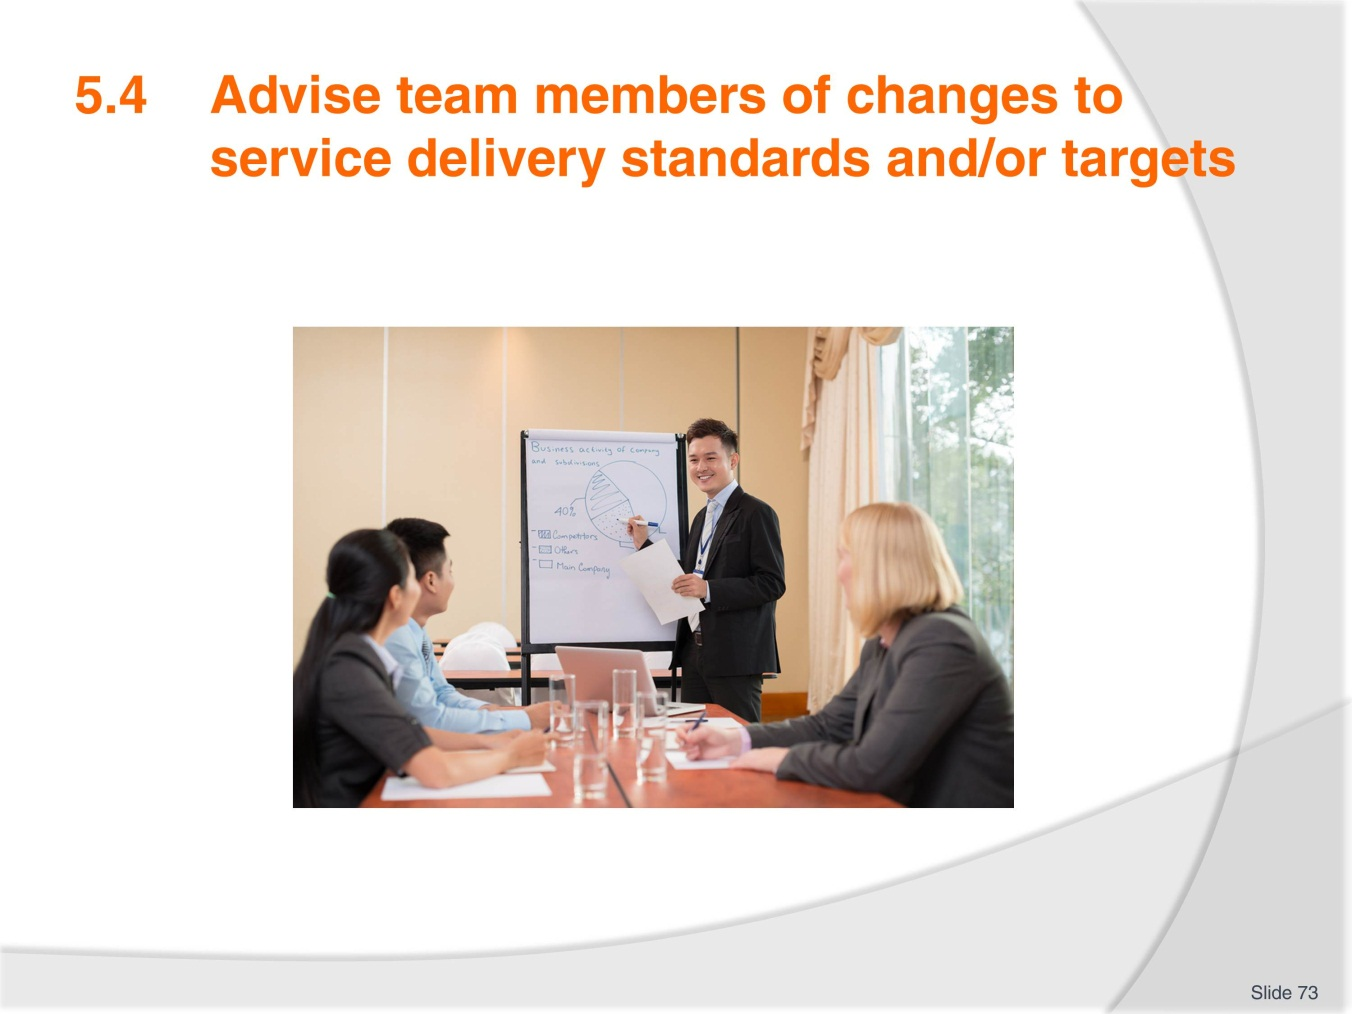 5.4 Advise team members of changes to
service delivery standards and/or targets
Business activity of company
and subdivisions
40%
Competitors
Others
Main Company
Slide 73